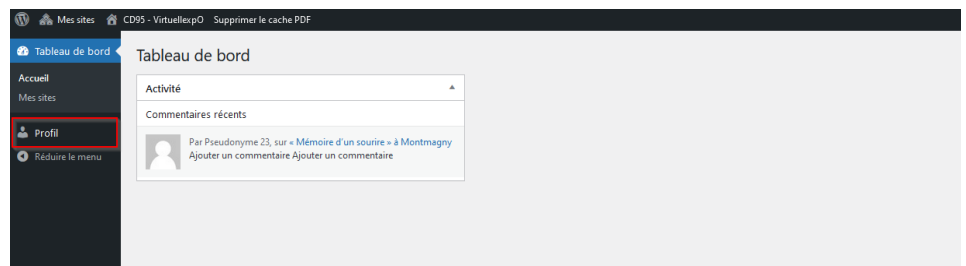 Mes sites CD95 - VirtuellexpO Supprimer le cache PDF
Tableau de bord
Accueil
Mes sites
Profil
Réduire le menu
Tableau de bord
Activité
Commentaires récents
Par Pseudonyme 23, sur « Mémoire d'un sourire » à Montmagny
Ajouter un commentaire Ajouter un commentaire